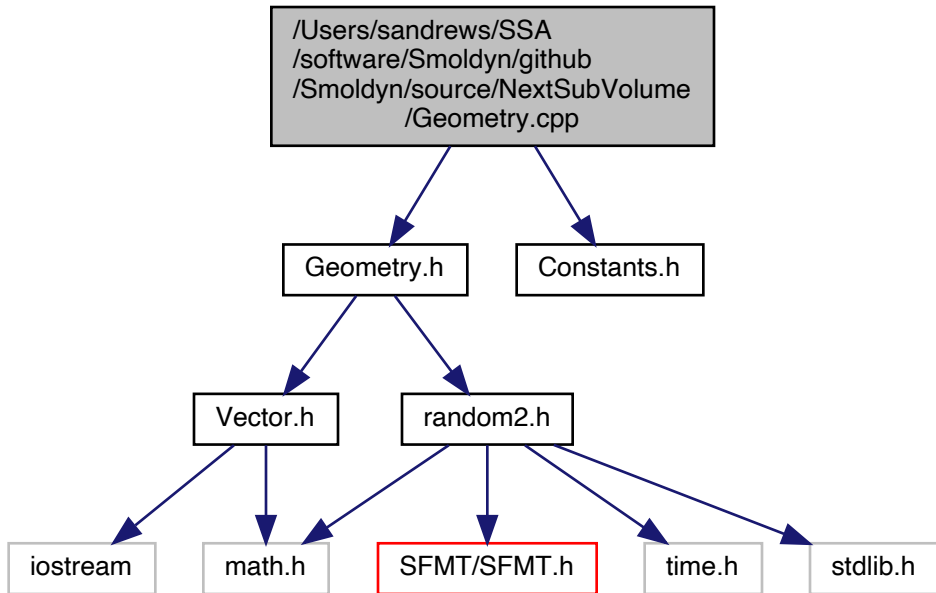 /Users/sandrews/SSA
/software/Smoldyn/github
/Smoldyn/source/NextSubVolume
/Geometry.cpp
Geometry.h
Constants.h
Vector.h
random2.h
iostream
math.h
SFMT/SFMT.h
time.h
stdlib.h